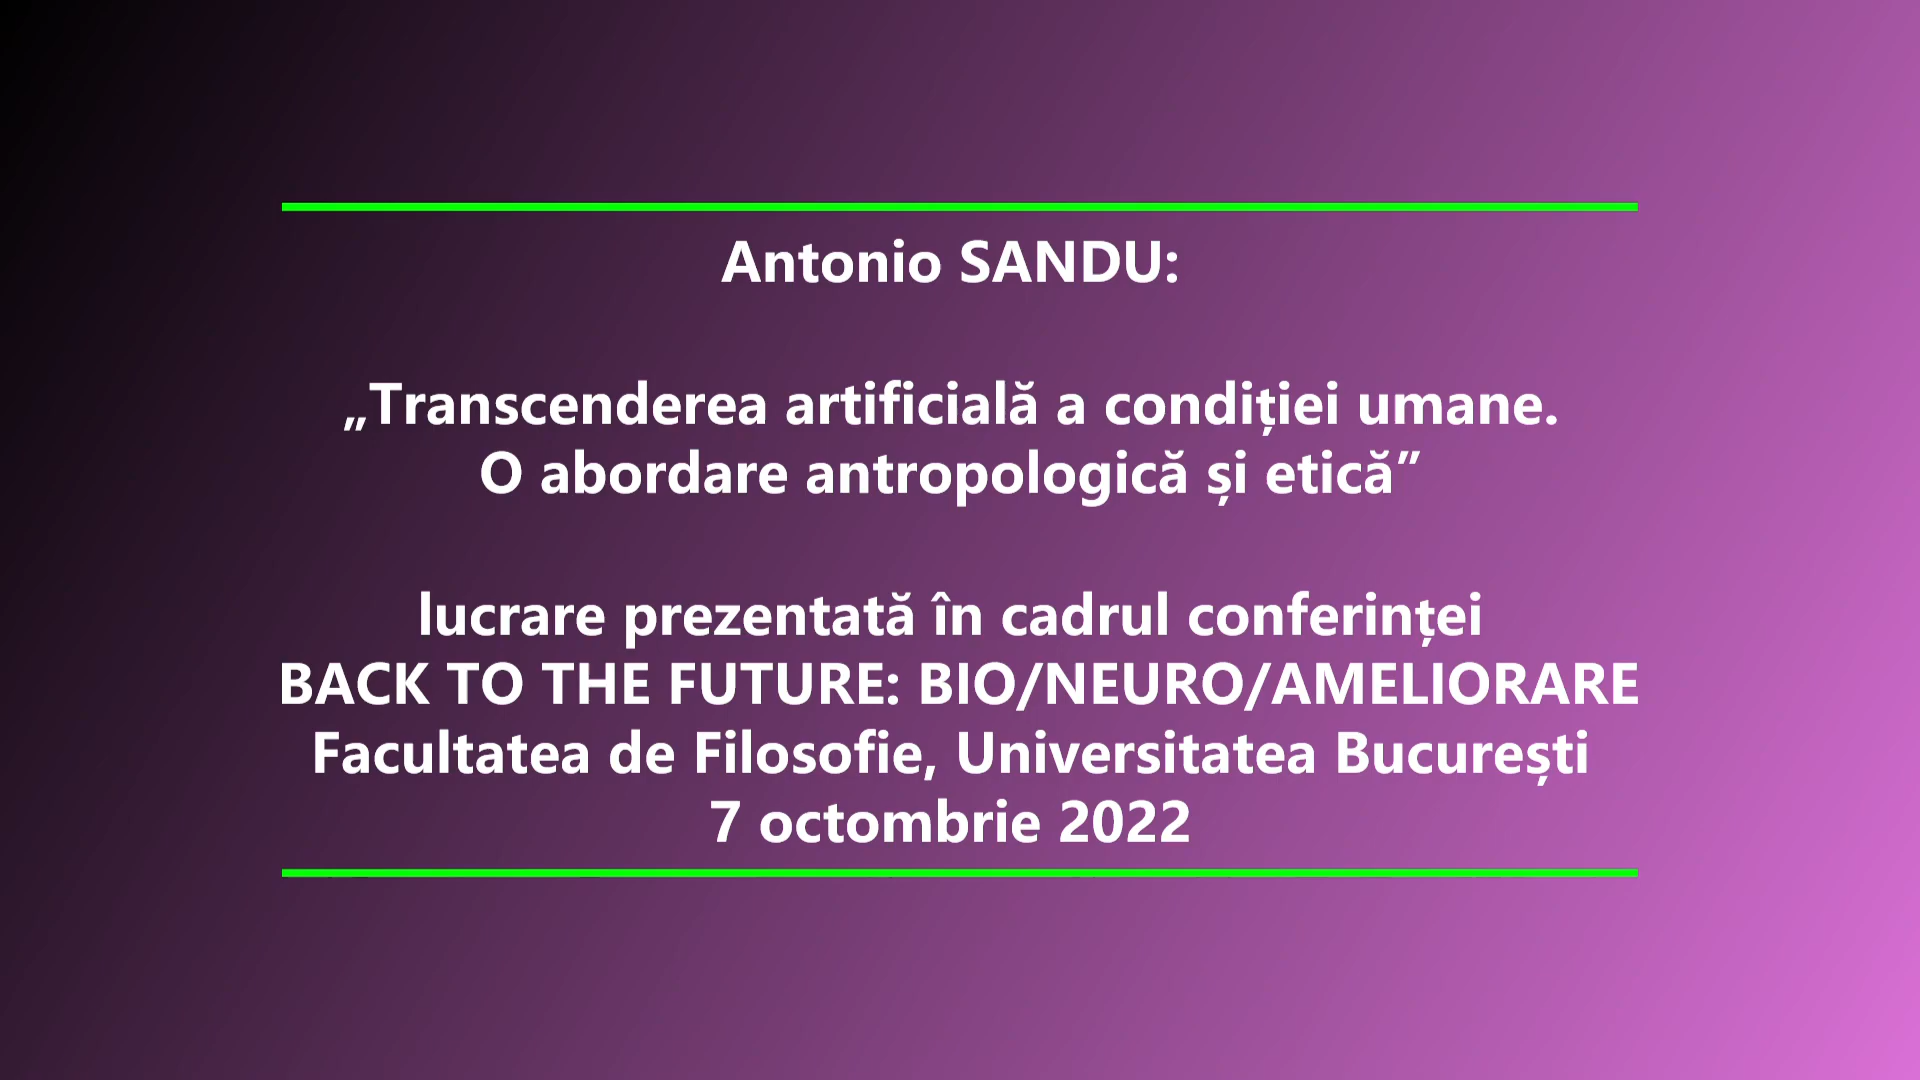 Antonio SANDU:
„Transcenderea artificială a condiției umane.
O abordare antropologică și etică”
lucrare prezentată în cadrul conferinței
BACK TO THE FUTURE: BIO/NEURO/AMELIORARE
Facultatea de Filosofie, Universitatea București
7 octombrie 2022